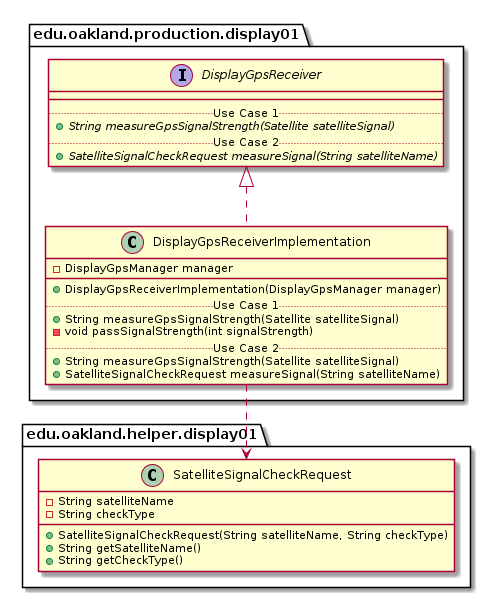 edu.oakland.production.display01
I DisplayGpsReceiver
Use Case 1
String measureGpsSignalStrength(Satellite satelliteSignal)
Use Case 2
SatelliteSignalCheckRequest measureSignal(String satelliteName)
C DisplayGpsReceiverImplementation
DisplayGpsManager manager
DisplayGpsReceiverImplementation(DisplayGpsManager manager)
Use Case 1
String measureGpsSignalStrength(Satellite satelliteSignal)
void passSignalStrength(int signalStrength)
Use Case 2
String measureGpsSignalStrength(Satellite satelliteSignal)
SatelliteSignalCheckRequest measureSignal(String satelliteName)
edu.oakland.helper.display01
C SatelliteSignalCheckRequest
String satelliteName
String checkType
SatelliteSignalCheckRequest(String satelliteName, String checkType)
String getSatelliteName()
String getCheckType()